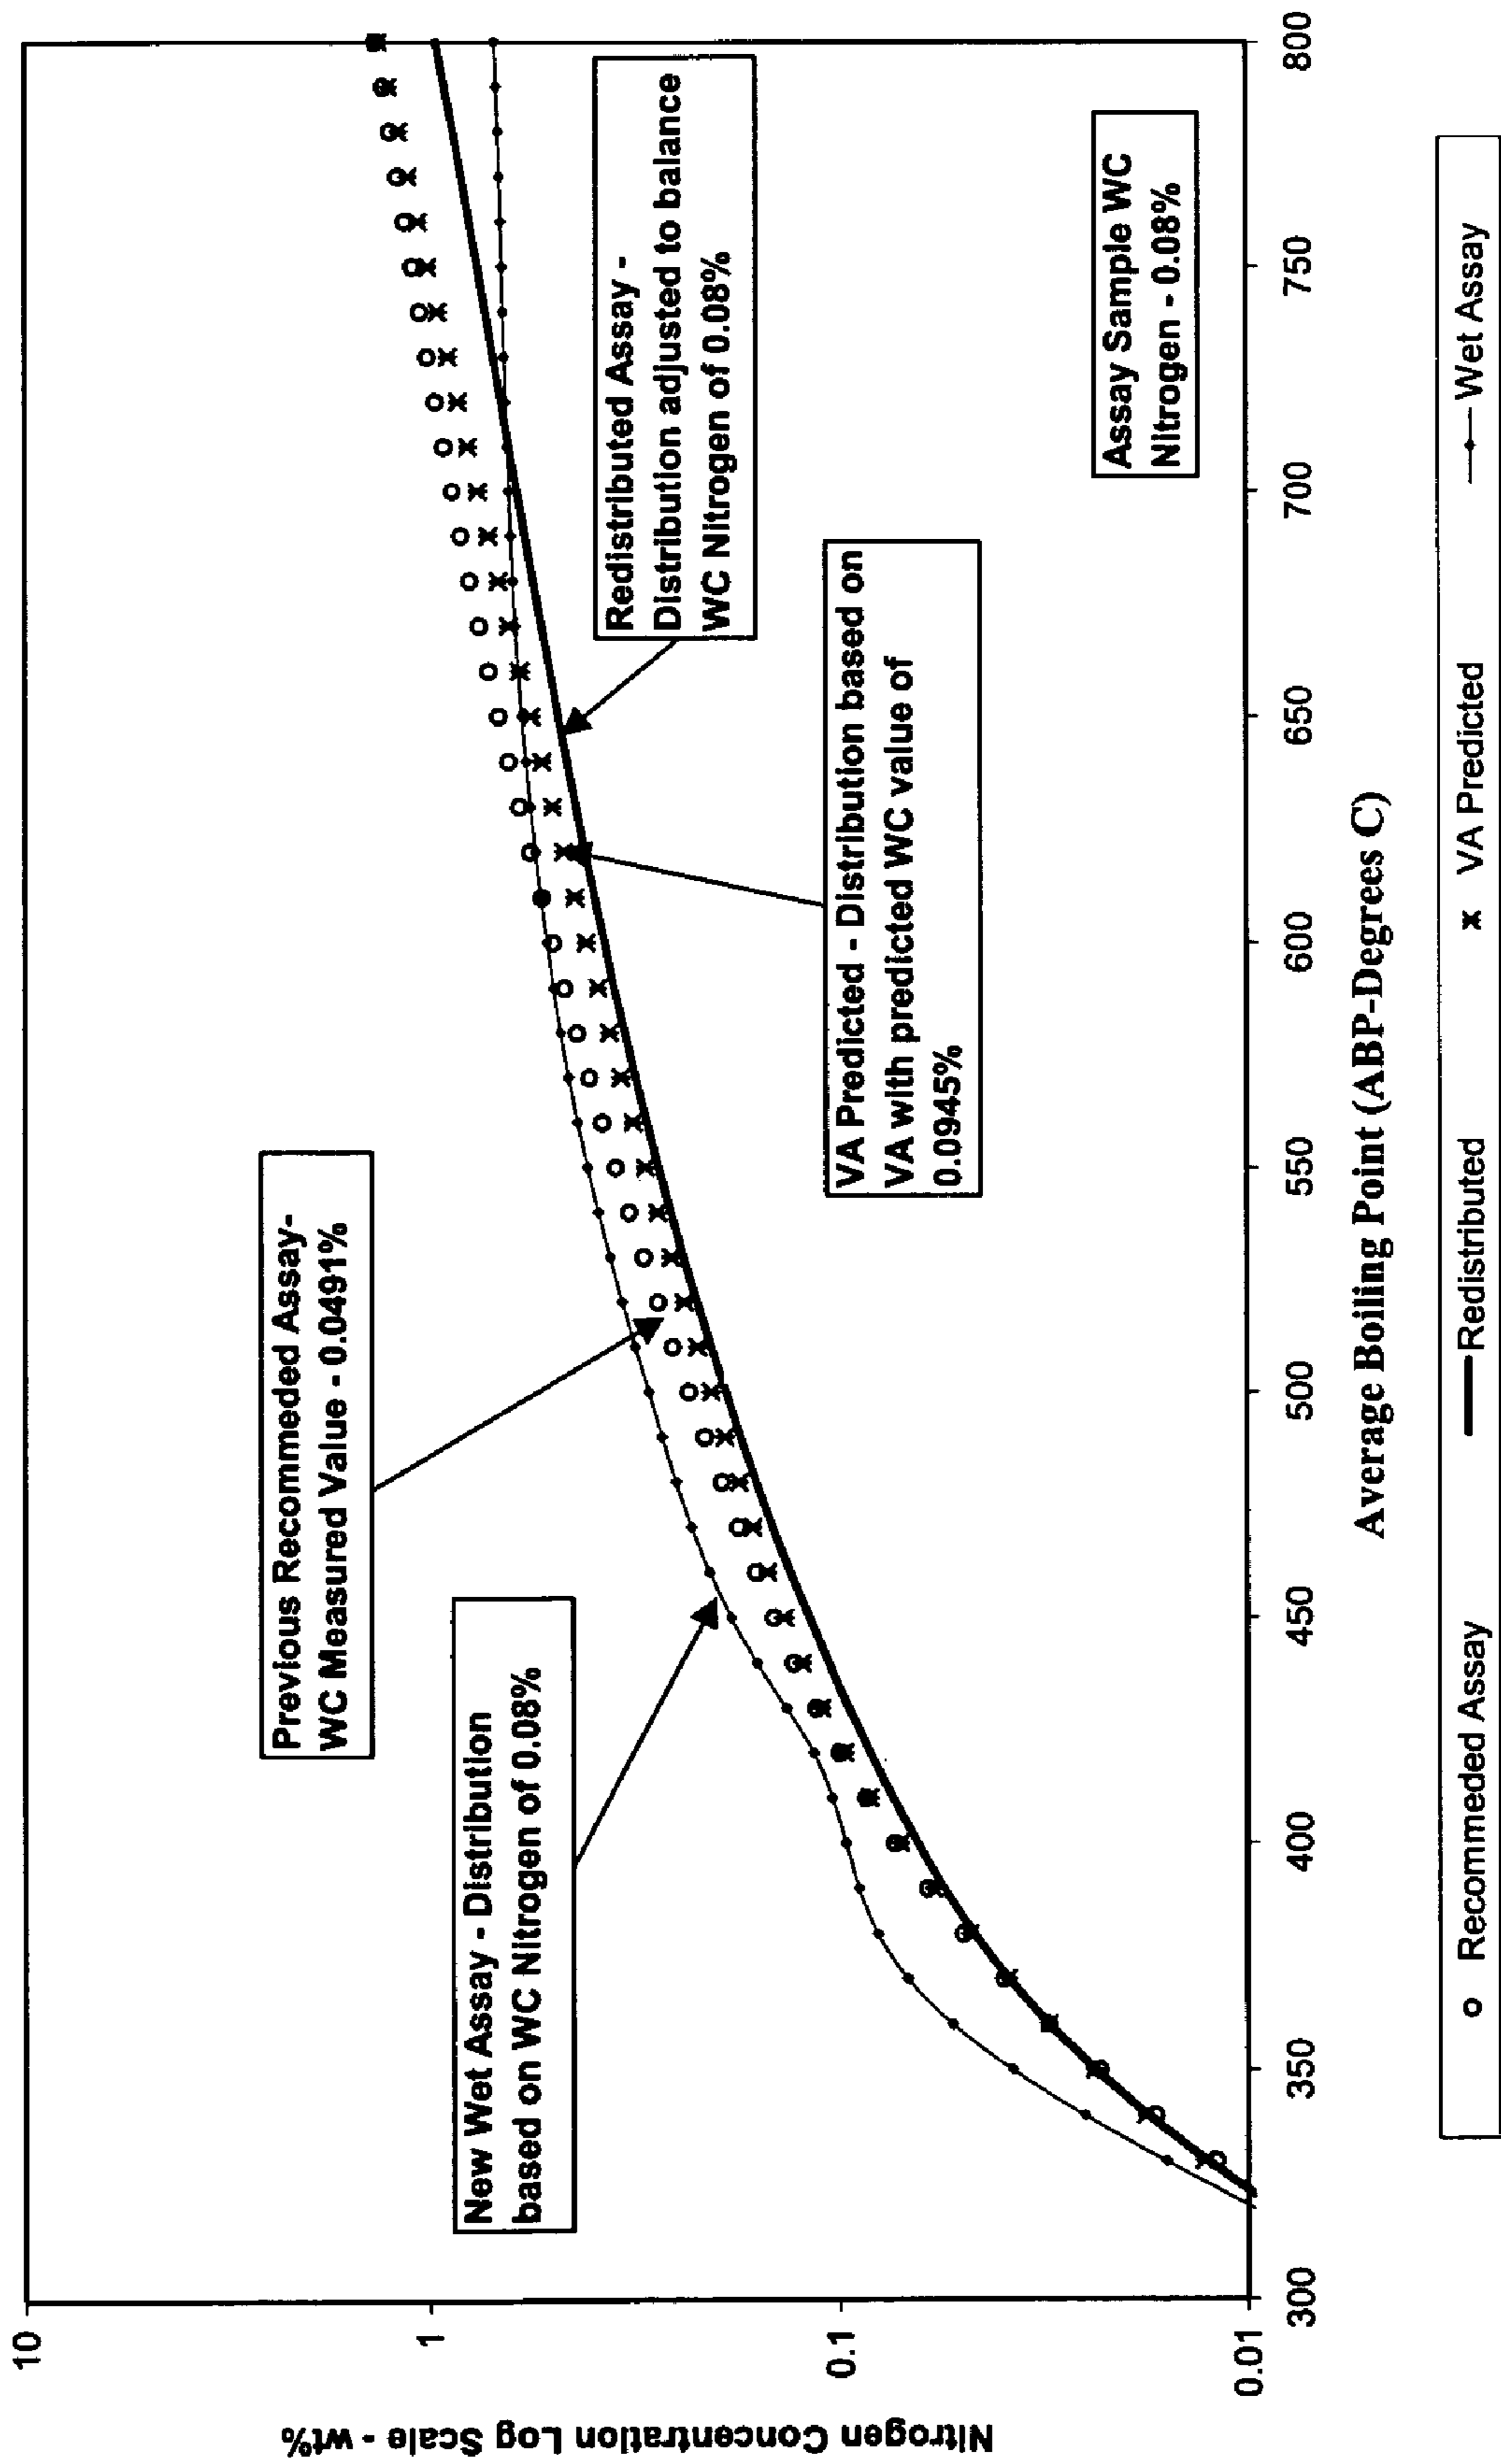 Nitrogen Concentration Log Scale - wt%
10
1
0.1
0.01
Previous Recommeded Assay-
WC Measured Value - 0.0491%
New Wet Assay - Distribution
based on WC Nitrogen of 0.08%
Redistributed Assay -
Distribution adjusted to balance
WC Nitrogen of 0.08%
VA Predicted - Distribution based on
VA with predicted WC value of
0.0945%
Assay Sample WC
Nitrogen - 0.08%
300
350
400
450
500
550
600
650
700
750
800
Average Boiling Point (ABP-Degrees C)
Recommeded Assay
Redistributed
VA Predicted
Wet Assay